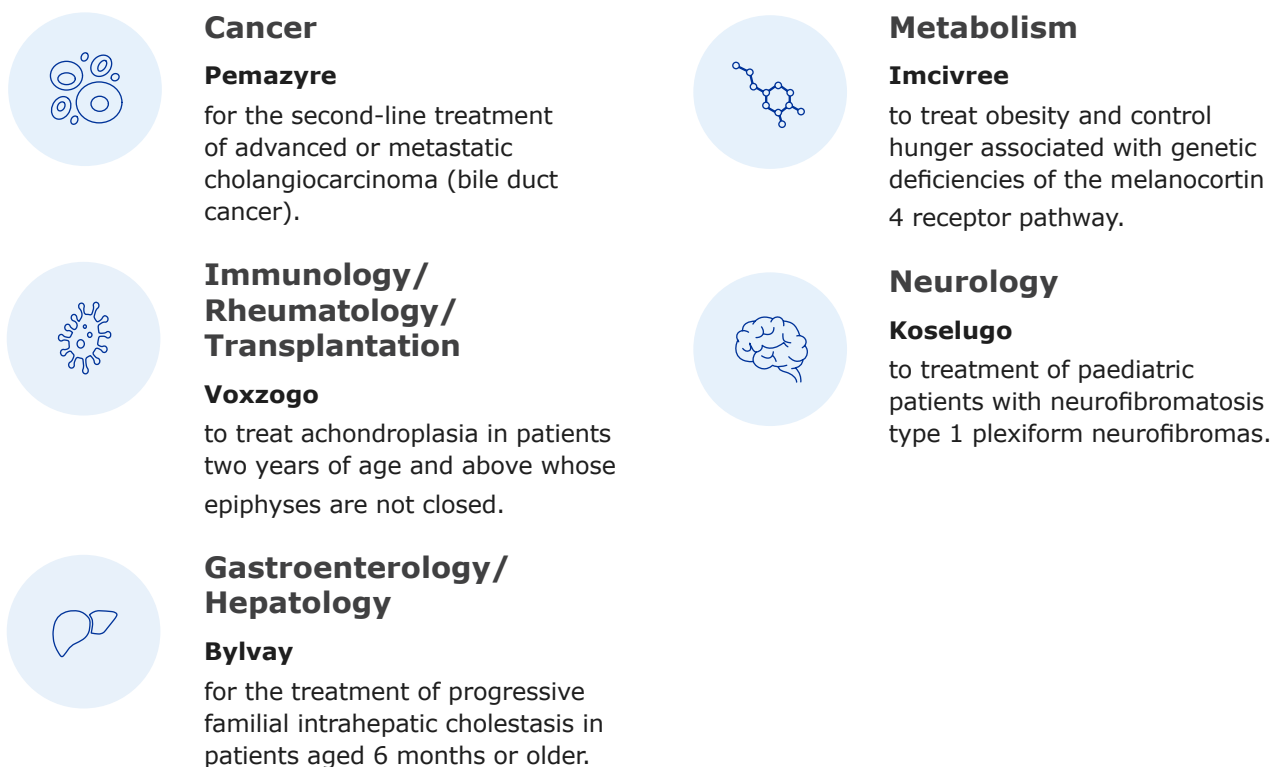 Cancer
Pemazyre
for the second-line treatment
of advanced or metastatic
cholangiocarcinoma (bile duct
cancer).
Immunology/
Rheumatology/
Transplantation
Voxzogo
to treat achondroplasia in patients
two years of age and above whose
epiphyses are not closed.
Gastroenterology/
Hepatology
Bylvay
for the treatment of progressive
familial intrahepatic cholestasis in
patients aged 6 months or older.
Metabolism
Imcivree
to treat obesity and control
hunger associated with genetic
deficiencies of the melanocortin
4 receptor pathway.
Neurology
Koselugo
to treatment of paediatric
patients with neurofibromatosis
type 1 plexiform neurofibromas.